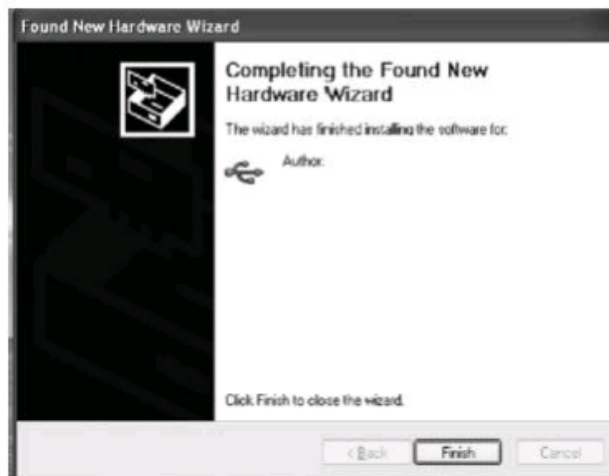 Found New Hardware Wizard
Completing the Found New
Hardware Wizard
The wizard has finished installing the software for:
Author:
Click Finish to close the wizard.
< Back
Finish
Cancel